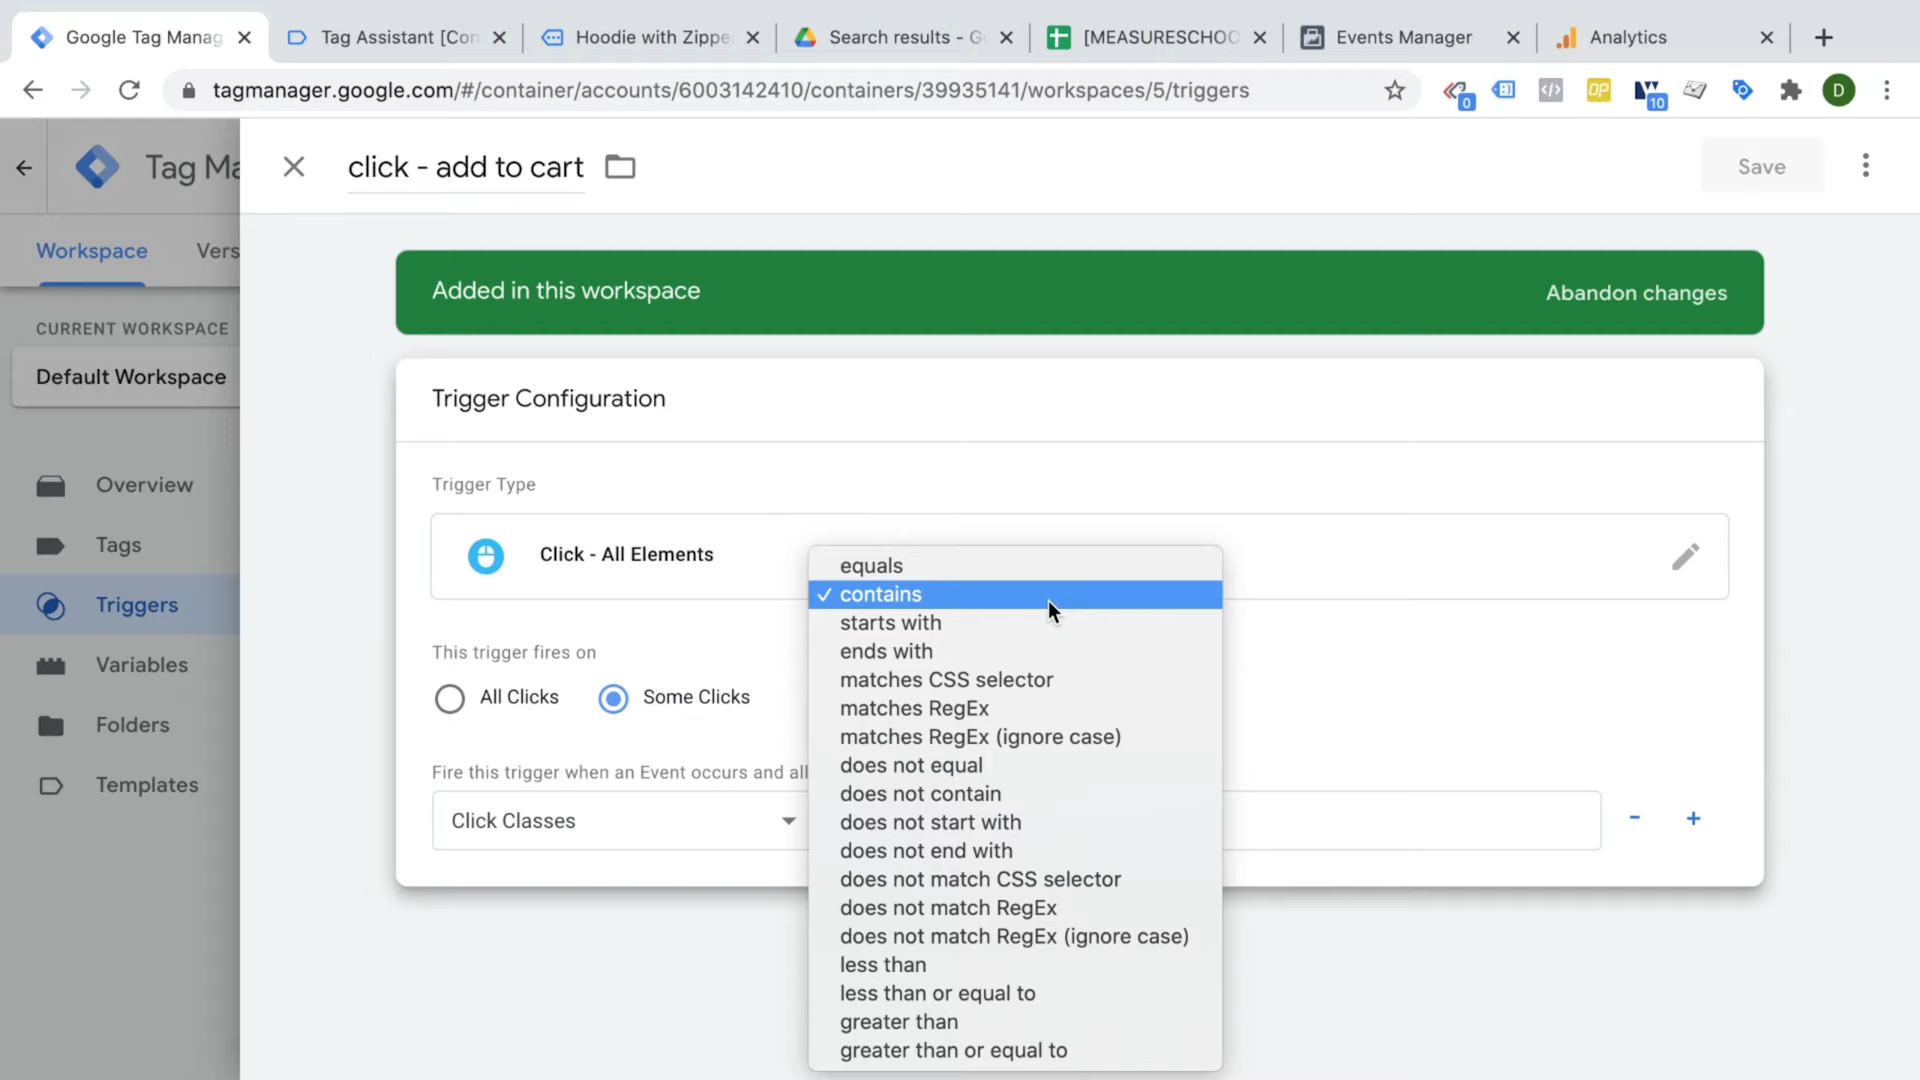 Google Tag Manag
Tag Assistant [Con
Hoodie with Zippe
Search results - G
[MEASURESCHOO
Events Manager
Analytics
tagmanager.google.com/#/container/accounts/6003142410/containers/39935141/workspaces/5/triggers
0
OP
10
D
Tag Ma
click - add to cart
Save
Workspace
Vers
Added in this workspace
Abandon changes
CURRENT WORKSPACE
Default Workspace
Trigger Configuration
Overview
Tags
Triggers
Variables
Folders
Templates
Trigger Type
Click - All Elements
This trigger fires on
All Clicks
Some Clicks
Fire this trigger when an Event occurs and all
Click Classes
equals
✓ contains
starts with
ends with
matches CSS selector
matches RegEx
matches RegEx (ignore case)
does not equal
does not contain
does not start with
does not end with
does not match CSS selector
does not match RegEx
does not match RegEx (ignore case)
less than
less than or equal to
greater than
greater than or equal to
- +